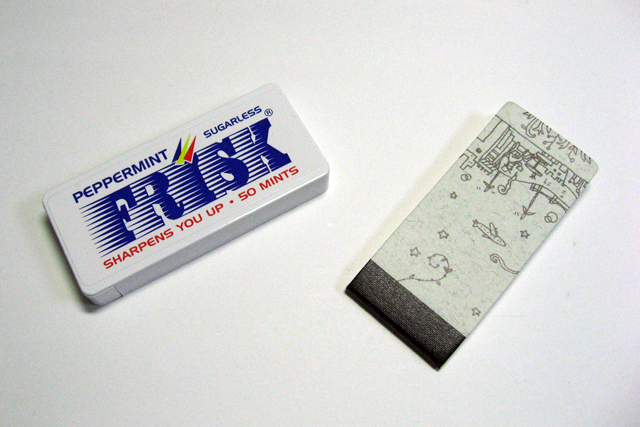 PEPPERMINT SUGARLESS
FRISK®
SHARPENS YOU UP • 50 MINTS